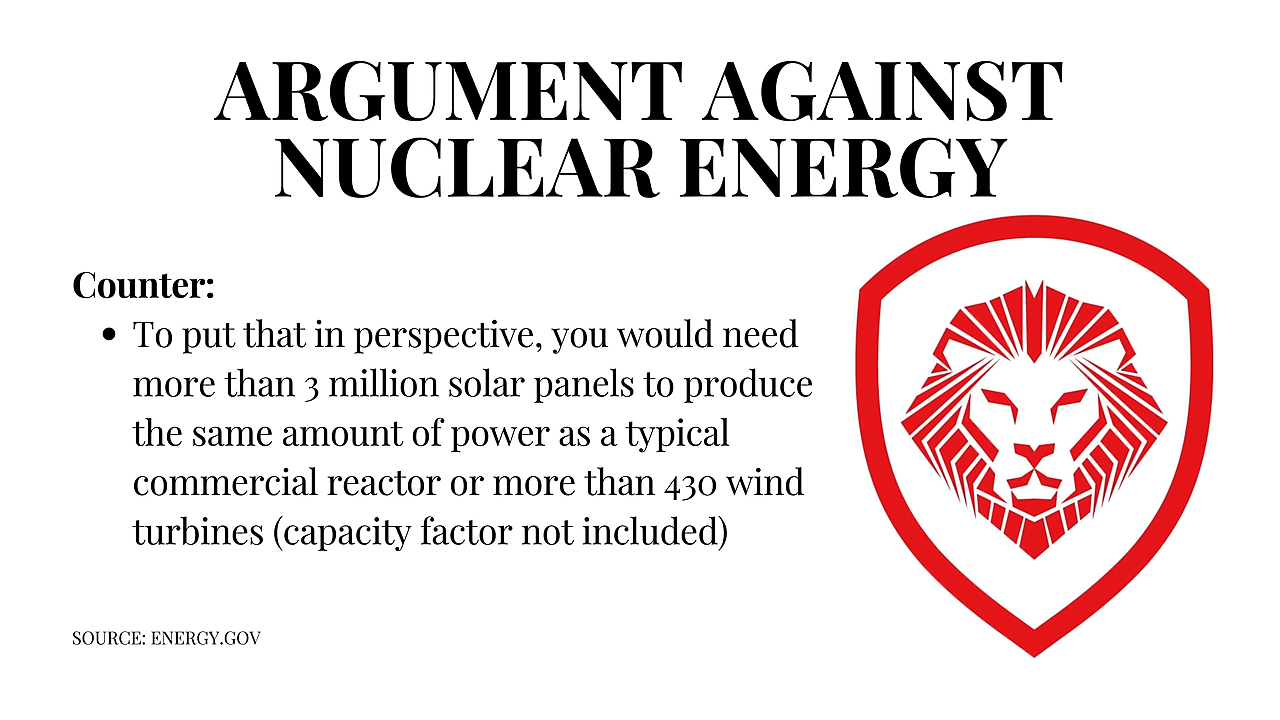 ARGUMENT AGAINST
NUCLEAR ENERGY
Counter:
• To put that in perspective, you would need
more than 3 million solar panels to produce
the same amount of power as a typical
commercial reactor or more than 430 wind
turbines (capacity factor not included)
SOURCE: ENERGY.GOV